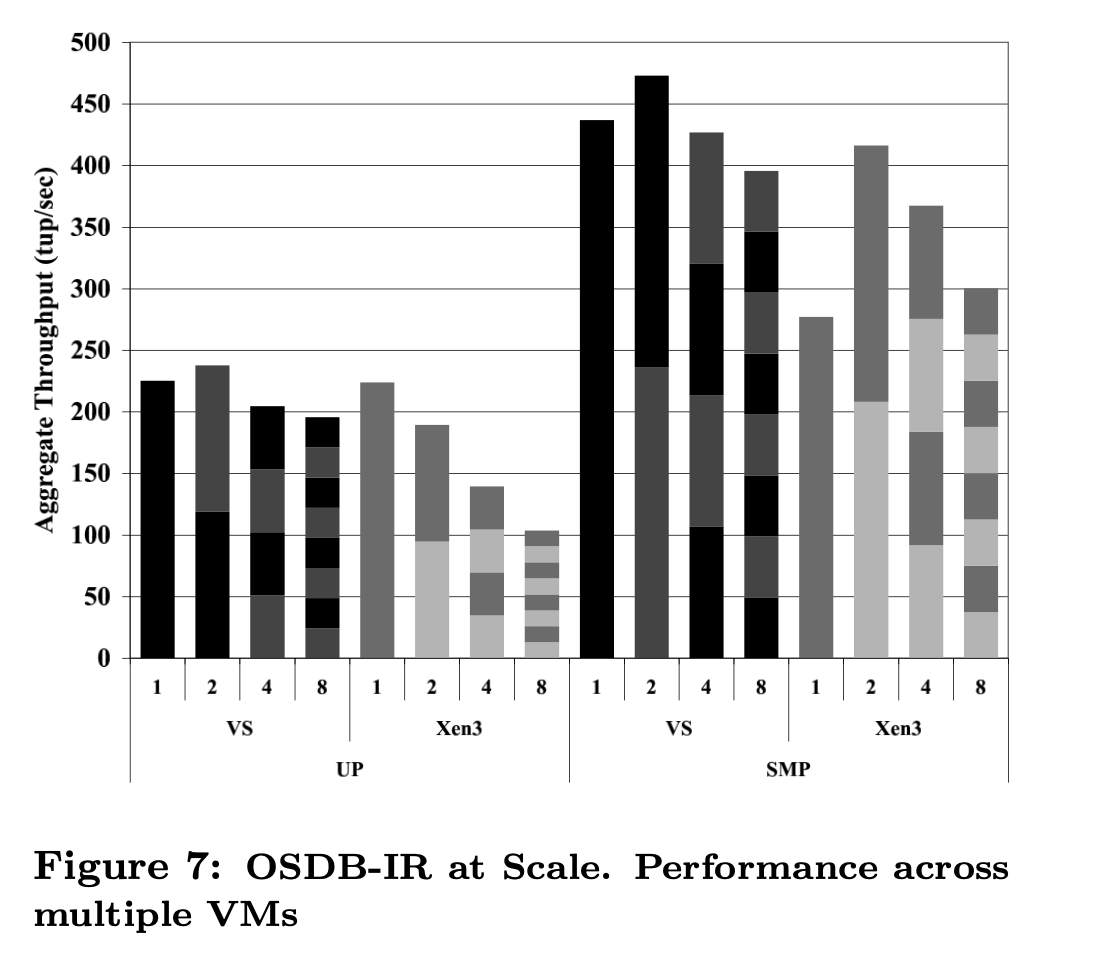 500
450
400
350
300
250
200
150
100
50
0
Aggregate Throughput (tup/sec)
1 2 4 8 1 2 4 8 1 2 4 8 1 2 4 8
VS Xen3 VS Xen3
UP SMP
Figure 7: OSDB-IR at Scale. Performance across
multiple VMs